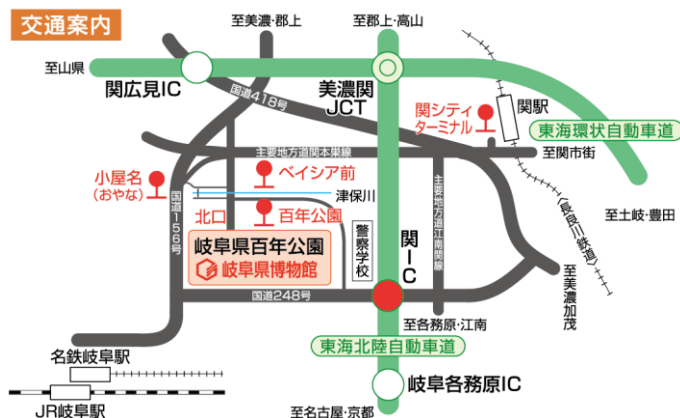 交通案内
至美濃・郡上
至郡上・高山
至山県
関広見IC
国道418号
美濃関
JCT
関シティ
ターミナル
関駅
東海環状自動車道
主要地方道関本巣線
至関市街
小屋名
(おやな)
ベイシア前
津保川
国道156号
北口
百年公園
警察学校
関IC
主要地方道江南関線
至土岐・豊田
〈長良川鉄道〉
岐阜県百年公園
岐阜県博物館
国道248号
至美濃加茂
至各務原・江南
東海北陸自動車道
名鉄岐阜駅
JR岐阜駅
岐阜各務原IC
至名古屋・京都